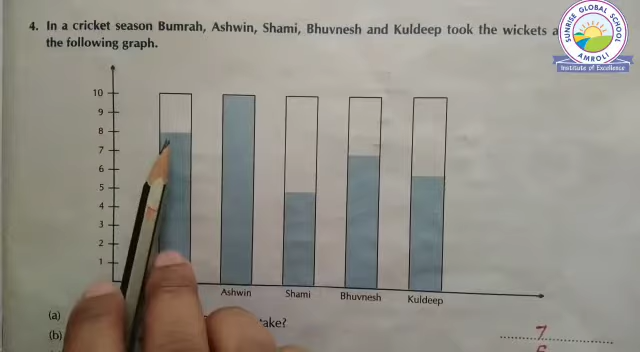 4. In a cricket season Bumrah, Ashwin, Shami, Bhuvnesh and Kuldeep took the wickets
the following graph.
SUNRISE GLOBAL SCHOOL
AMROLI
Institute of Excellence
10
9
8
7
6
5
4
3
2
1
Ashwin Shami Bhuvnesh Kuldeep
(a)
take?
7
(b)